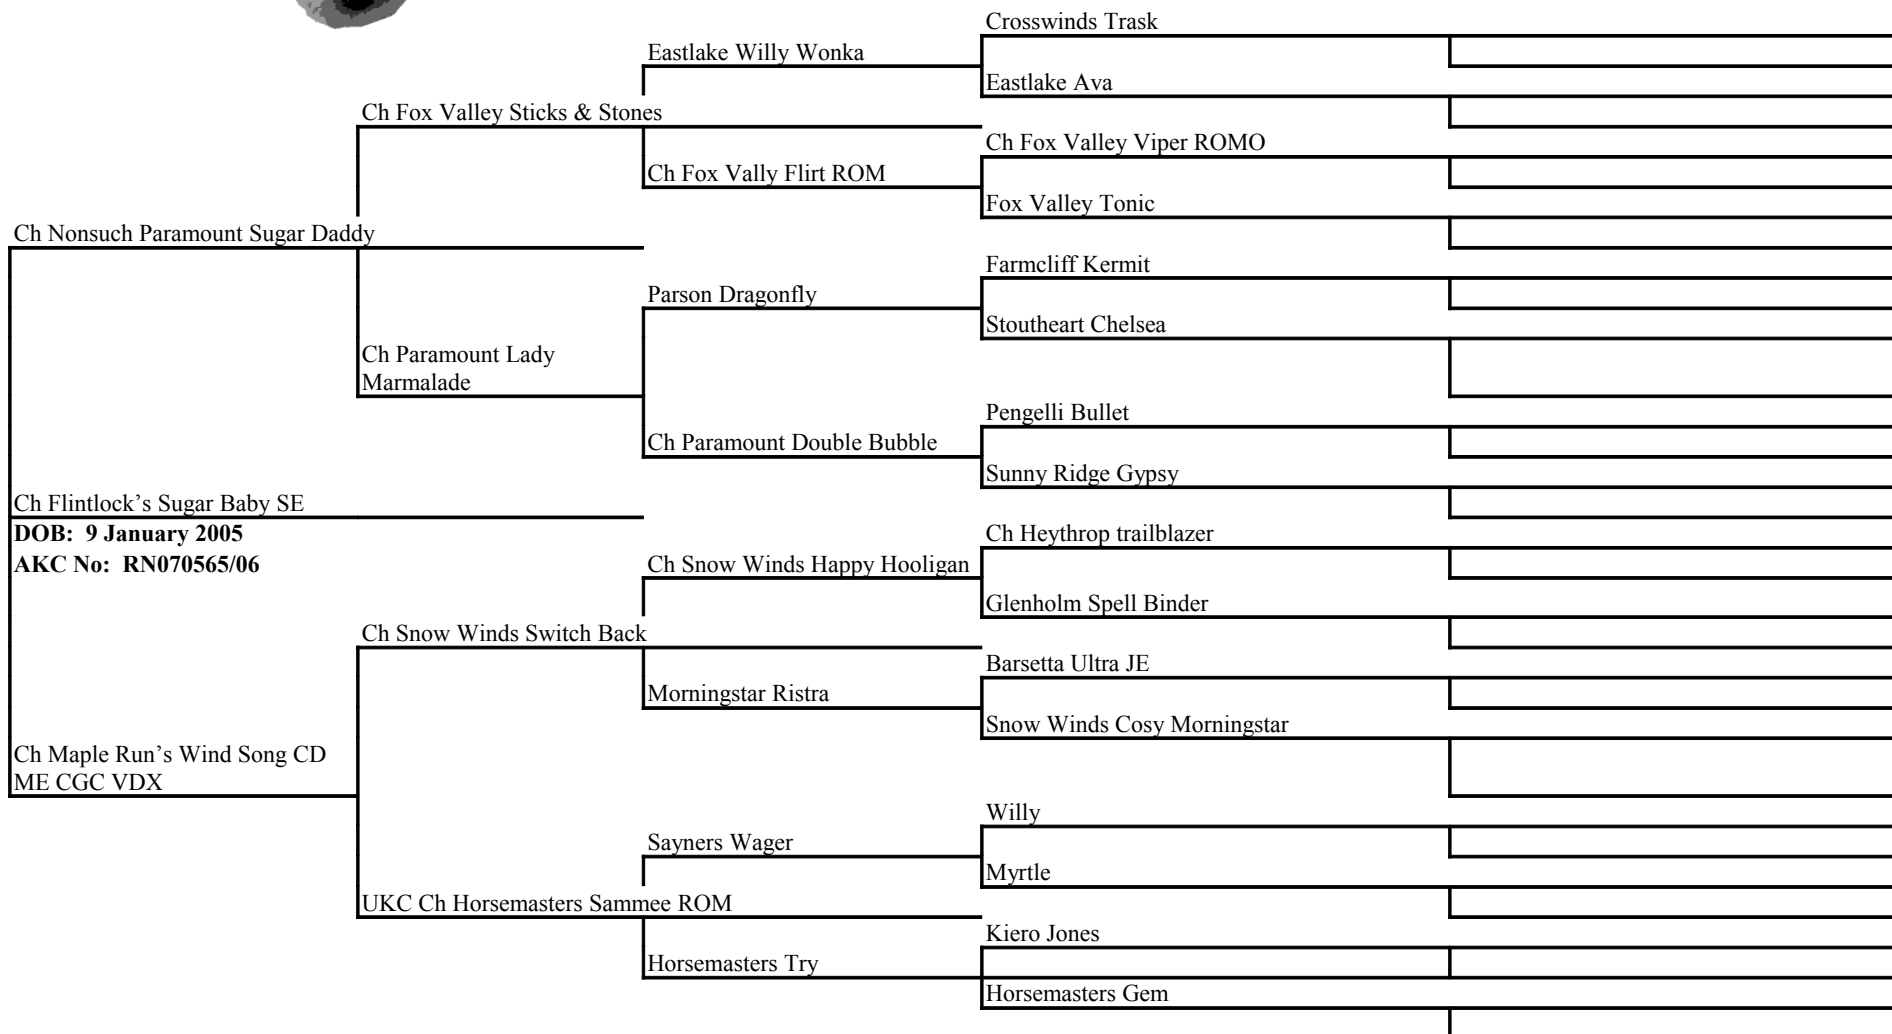 Crosswinds Trask
Eastlake Willy Wonka
Eastlake Ava
Ch Fox Valley Sticks & Stones
Ch Fox Valley Viper ROMO
Ch Fox Vally Flirt ROM
Fox Valley Tonic
Ch Nonsuch Paramount Sugar Daddy
Farmcliff Kermit
Parson Dragonfly
Stoutheart Chelsea
Ch Paramount Lady
Marmalade
Pengelli Bullet
Ch Paramount Double Bubble
Sunny Ridge Gypsy
Ch Flintlock’s Sugar Baby SE
DOB: 9 January 2005
AKC No: RN070565/06
Ch Heythrop trailblazer
Ch Snow Winds Happy Hooligan
Glenholm Spell Binder
Ch Snow Winds Switch Back
Barsetta Ultra JE
Morningstar Ristra
Snow Winds Cosy Morningstar
Ch Maple Run’s Wind Song CD
ME CGC VDX
Willy
Sayners Wager
Myrtle
UKC Ch Horsemasters Sammee ROM
Kiero Jones
Horsemasters Try
Horsemasters Gem